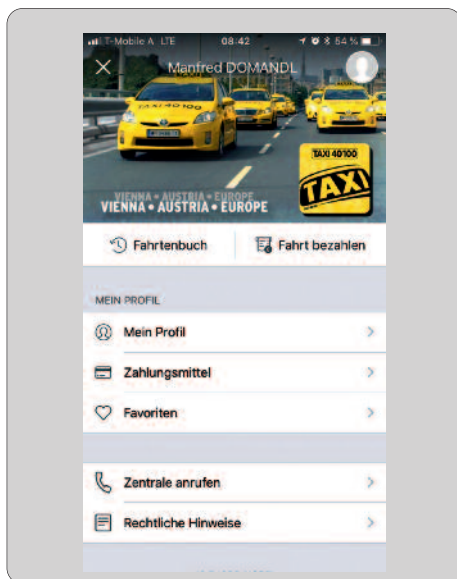 T-Mobile A LTE 08:42 54 %
Manfred DOMANDL
TAXI 40100
TAXI 40100
TAXI
VIENNA • AUSTRIA • EUROPE
VIENNA • AUSTRIA • EUROPE
Fahrtenbuch Fahrt bezahlen
MEIN PROFIL
Mein Profil
Zahlungsmittel
Favoriten
Zentrale anrufen
Rechtliche Hinweise